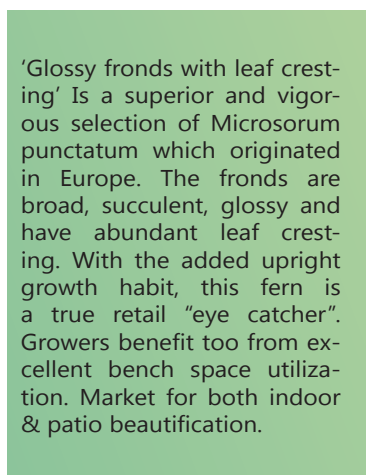 ‘Glossy fronds with leaf crest-
ing’ Is a superior and vigor-
ous selection of Microsorum
punctatum which originated
in Europe. The fronds are
broad, succulent, glossy and
have abundant leaf crest-
ing. With the added upright
growth habit, this fern is
a true retail “eye catcher”.
Growers benefit too from ex-
cellent bench space utiliza-
tion. Market for both indoor
& patio beautification.